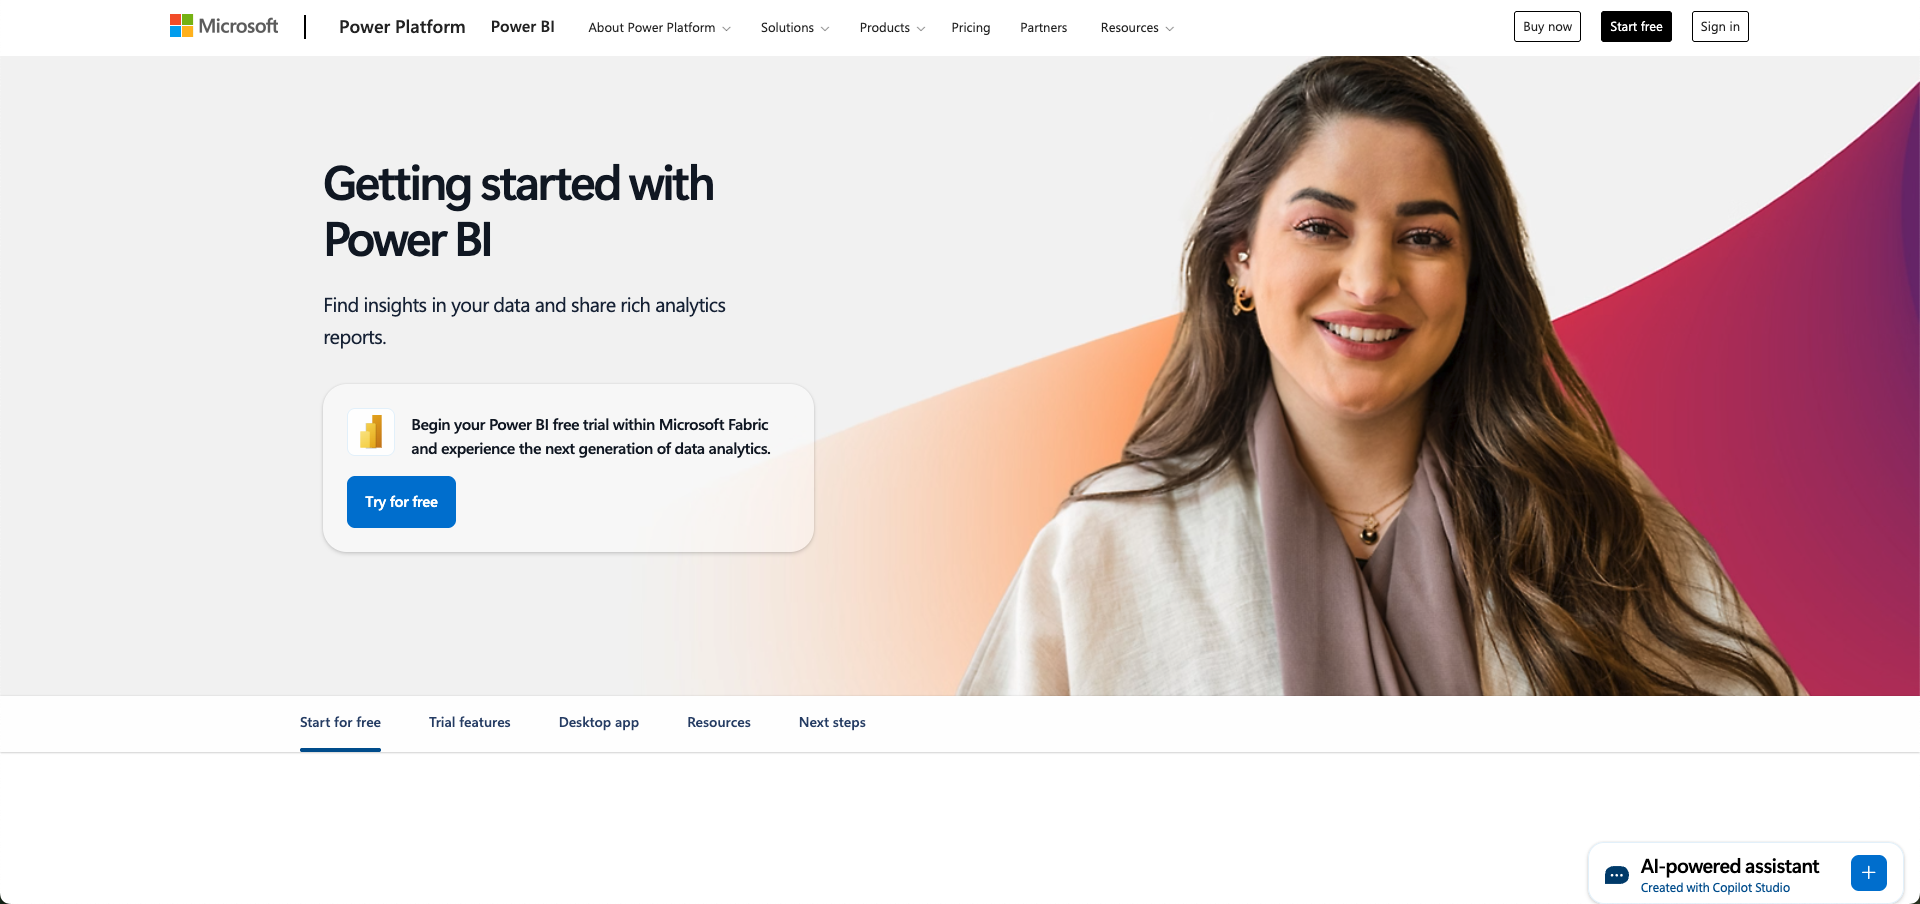 Microsoft
Power Platform
Power BI
About Power Platform
Solutions
Products
Pricing
Partners
Resources
Buy now
Start free
Sign in
Getting started with
Power BI
Find insights in your data and share rich analytics
reports.
Begin your Power BI free trial within Microsoft Fabric
and experience the next generation of data analytics.
Try for free
Start for free
Trial features
Desktop app
Resources
Next steps
AI-powered assistant
Created with Copilot Studio